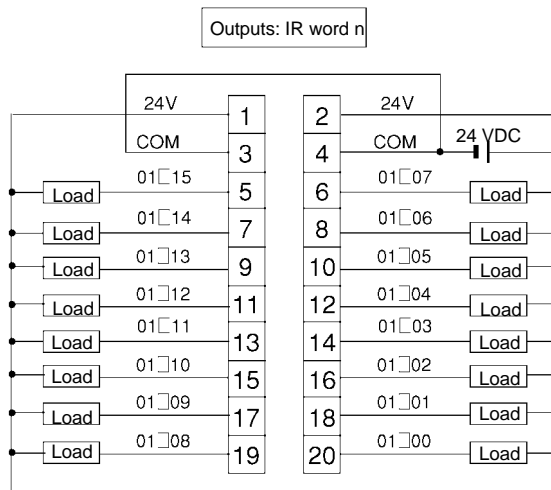 Outputs: IR word n
24V 1 2 24V
COM 3 4 COM 24 VDC
Load 01□15 5 6 01□07 Load
Load 01□14 7 8 01□06 Load
Load 01□13 9 10 01□05 Load
Load 01□12 11 12 01□04 Load
Load 01□11 13 14 01□03 Load
Load 01□10 15 16 01□02 Load
Load 01□09 17 18 01□01 Load
Load 01□08 19 20 01□00 Load